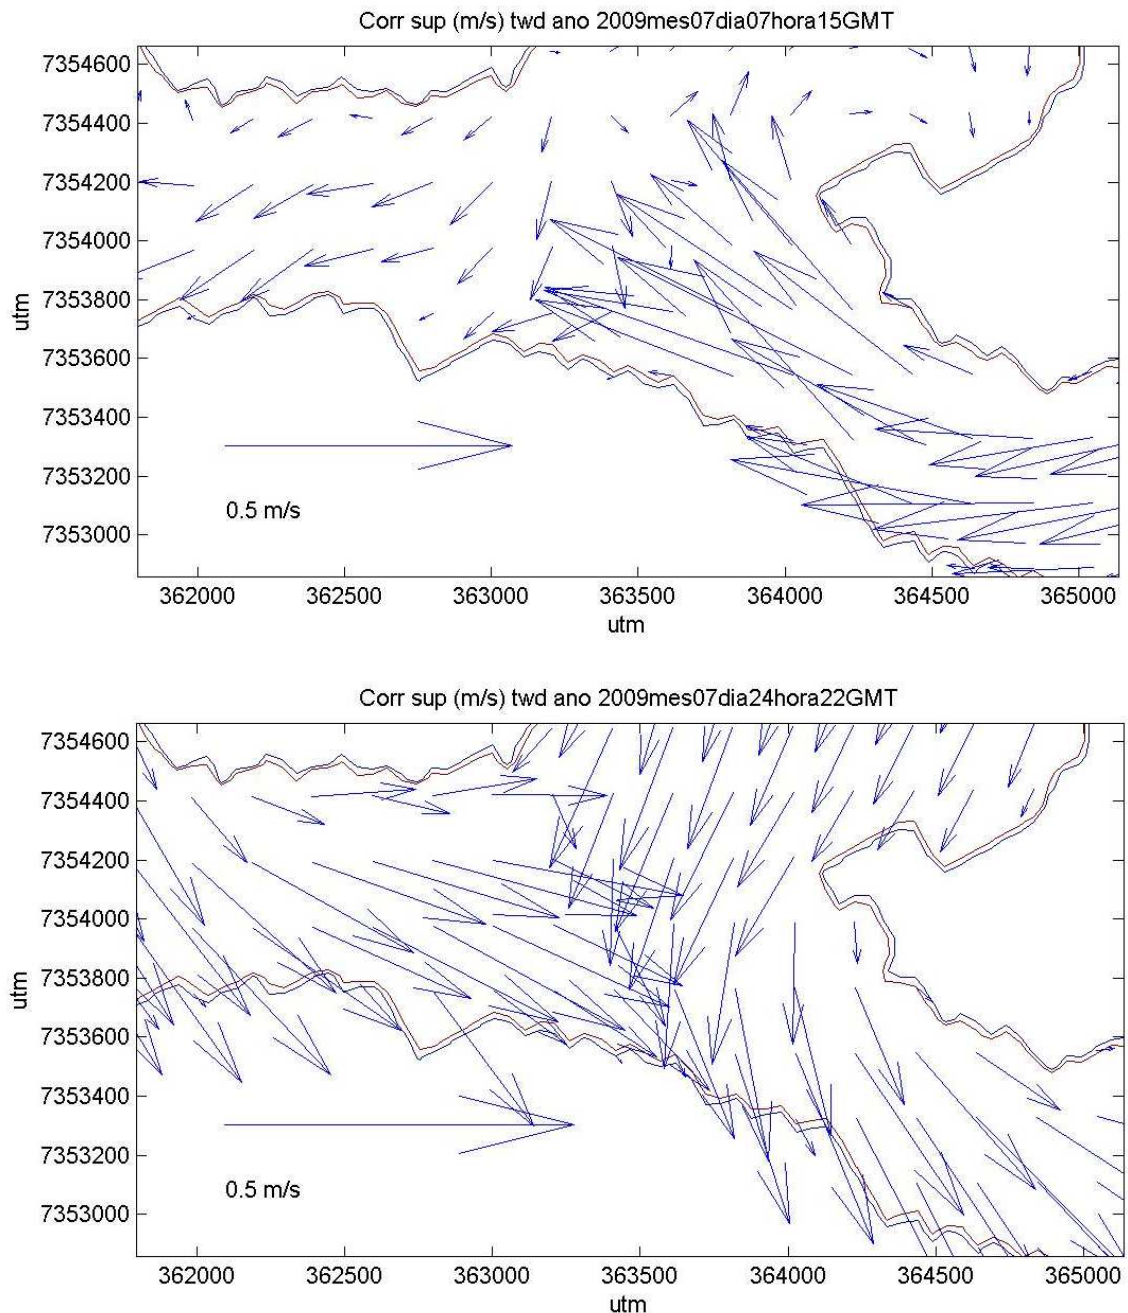 Corr sup (m/s) twd ano 2009mes07dia07hora15GMT
7354600
7354400
7354200
7354000
7353800
7353600
7353400
7353200
7353000
utm
0.5 m/s
362000 362500 363000 363500 364000 364500 365000
utm
Corr sup (m/s) twd ano 2009mes07dia24hora22GMT
7354600
7354400
7354200
7354000
7353800
7353600
7353400
7353200
7353000
utm
0.5 m/s
362000 362500 363000 363500 364000 364500 365000
utm